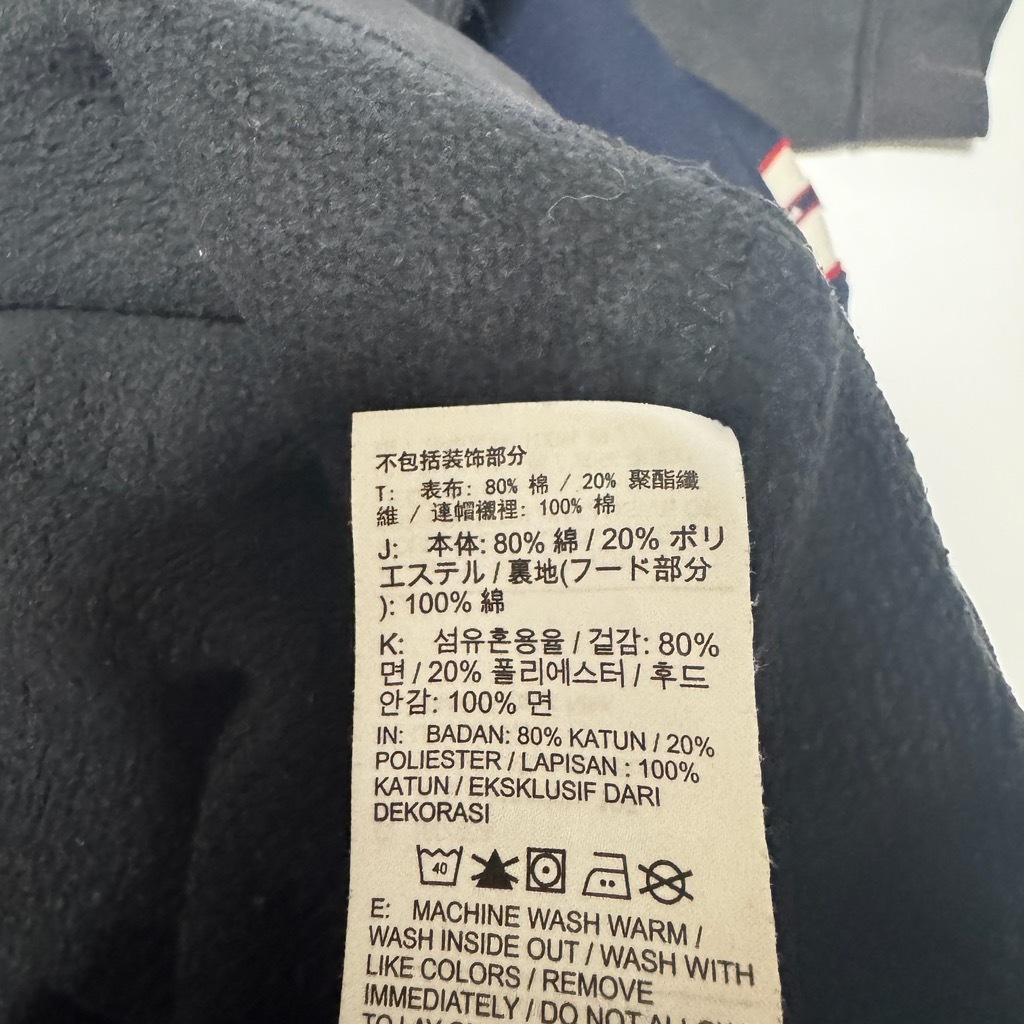 不包括装饰部分
T: 表布: 80% 棉 / 20% 聚酯纖
維 / 連帽襯裡: 100% 棉
J: 本体: 80% 綿 / 20% ポリ
エステル / 裏地(フード部分
): 100% 綿
K: 섬유혼용율 / 겉감: 80%
면 / 20% 폴리에스터 / 후드
안감: 100% 면
IN: BADAN: 80% KATUN / 20%
POLIESTER / LAPISAN : 100%
KATUN / EKSKLUSIF DARI
DEKORASI
40
E: MACHINE WASH WARM /
WASH INSIDE OUT / WASH WITH
LIKE COLORS / REMOVE
IMMEDIATELY / DO NOT ALLOW
TO LAY